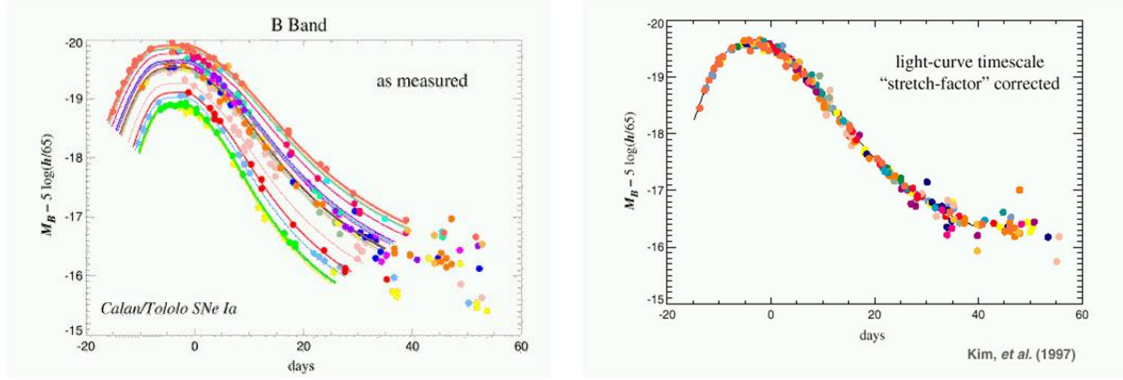 B Band
as measured
-20
-19
-18
-17
-16
-15
M_B – 5 log(h/65)
Calan/Tololo SNe Ia
-20
0
20
40
60
days
light-curve timescale
“stretch-factor” corrected
-20
-19
-18
-17
-16
-15
M_B – 5 log(h/65)
-20
0
20
40
60
days
Kim, et al. (1997)